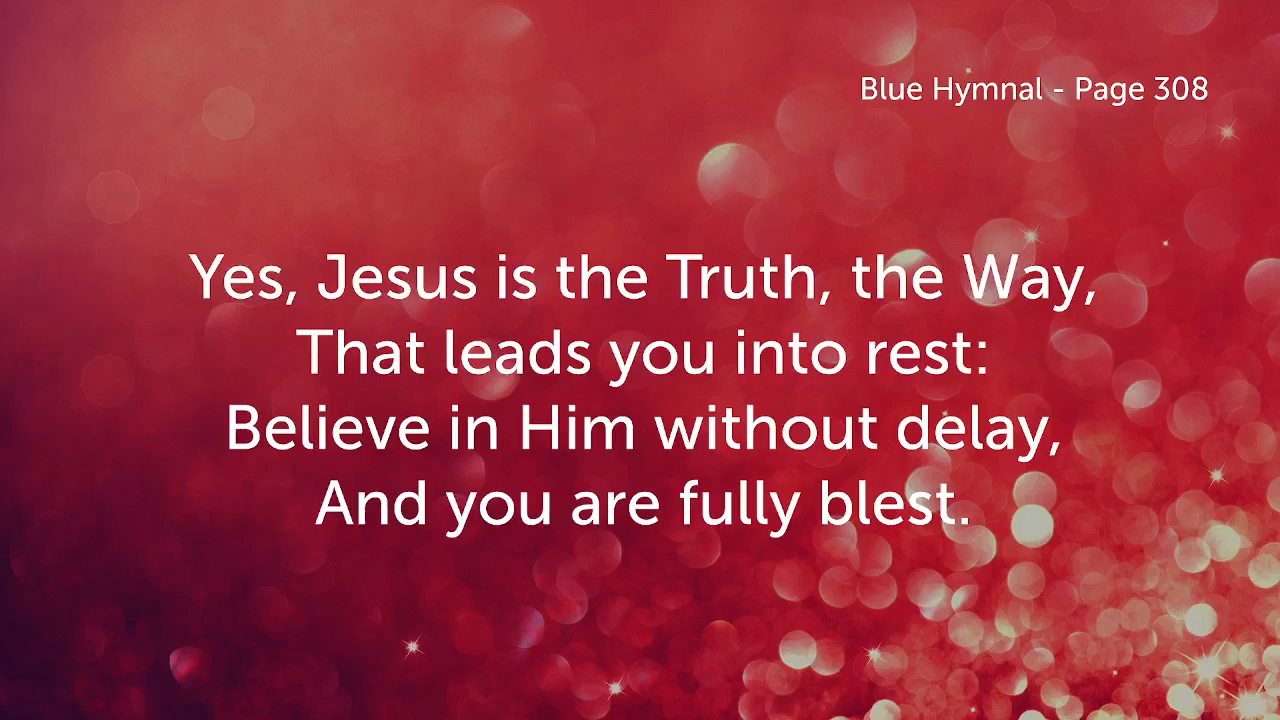 Blue Hymnal - Page 308
Yes, Jesus is the Truth, the Way,
That leads you into rest:
Believe in Him without delay,
And you are fully blest.